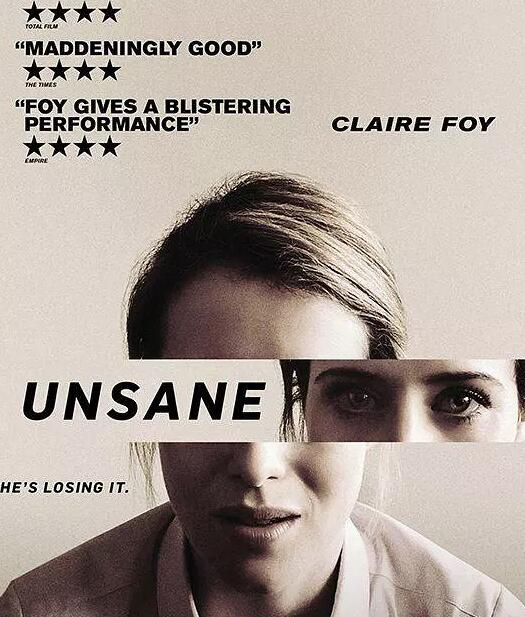 TOTAL FILM
“MADDENINGLY GOOD”
THE TIMES
“FOY GIVES A BLISTERING
PERFORMANCE”
EMPIRE
CLAIRE FOY
UNSANE
HE'S LOSING IT.